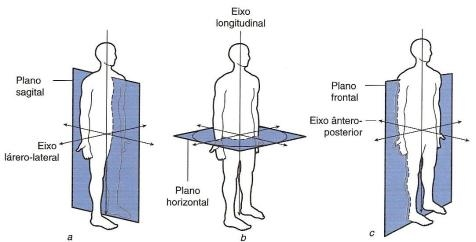 Plano
sagital
Eixo
lárero-lateral
a
Eixo
longitudinal
Plano
horizontal
b
Plano
frontal
Eixo ântero-
posterior
c